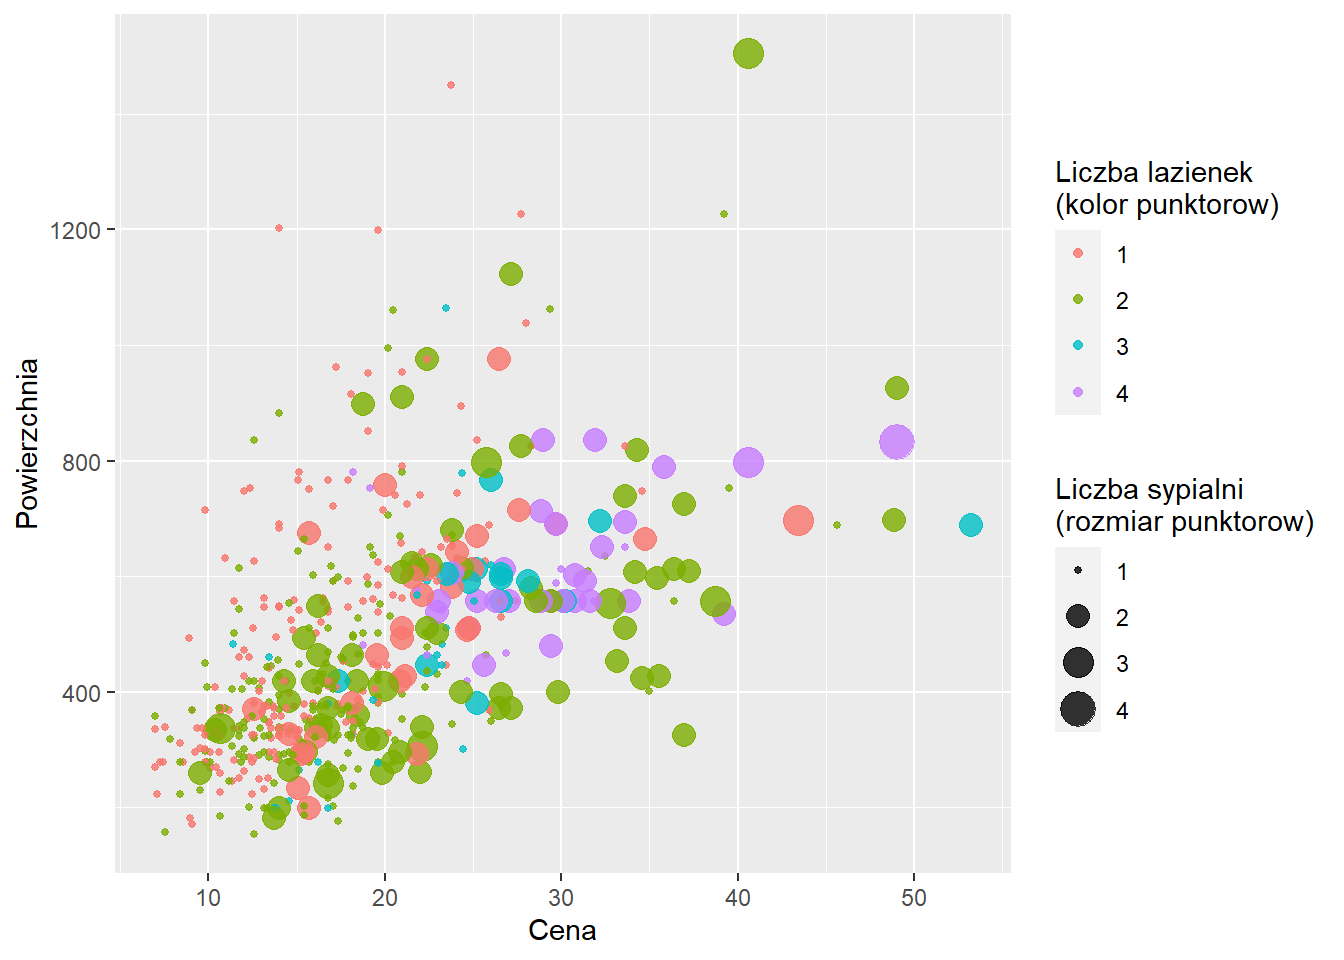 1200
800
400
Powierzchnia
10 20 30 40 50
Cena
Liczba lazienek
(kolor punktorow)
1
2
3
4
Liczba sypialni
(rozmiar punktorow)
1
2
3
4